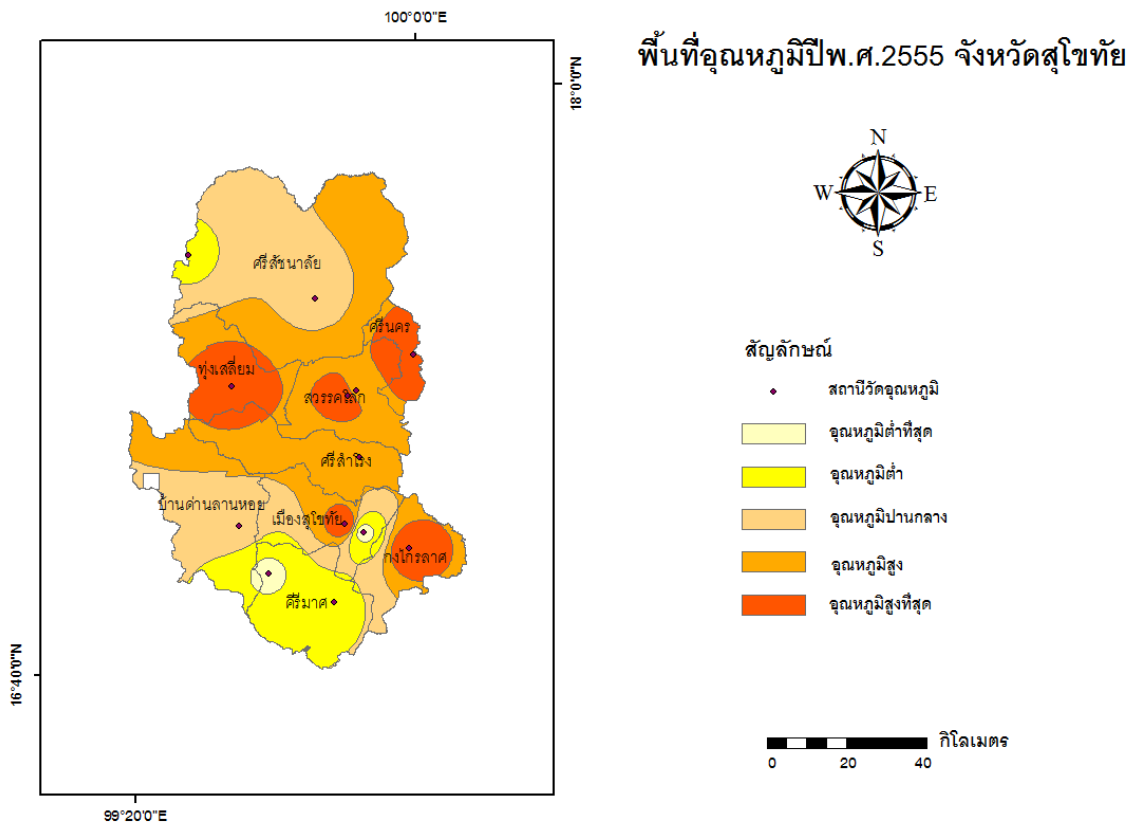 100°0'0"E
พื้นที่อุณหภูมิปีพ.ศ.2555 จังหวัดสุโขทัย
18°0'0"N
N
W E
S
ศรีสัชนาลัย
ศรีนคร
ทุ่งเสลี่ยม
สวรรคโลก
ศรีสำโรง
บ้านด่านลานหอย
เมืองสุโขทัย
กงไกรลาศ
คีรีมาศ
สัญลักษณ์
สถานีวัดอุณหภูมิ
อุณหภูมิต่ำที่สุด
อุณหภูมิต่ำ
อุณหภูมิปานกลาง
อุณหภูมิสูง
อุณหภูมิสูงที่สุด
16°40'0"N
กิโลเมตร
0 20 40
99°20'0"E